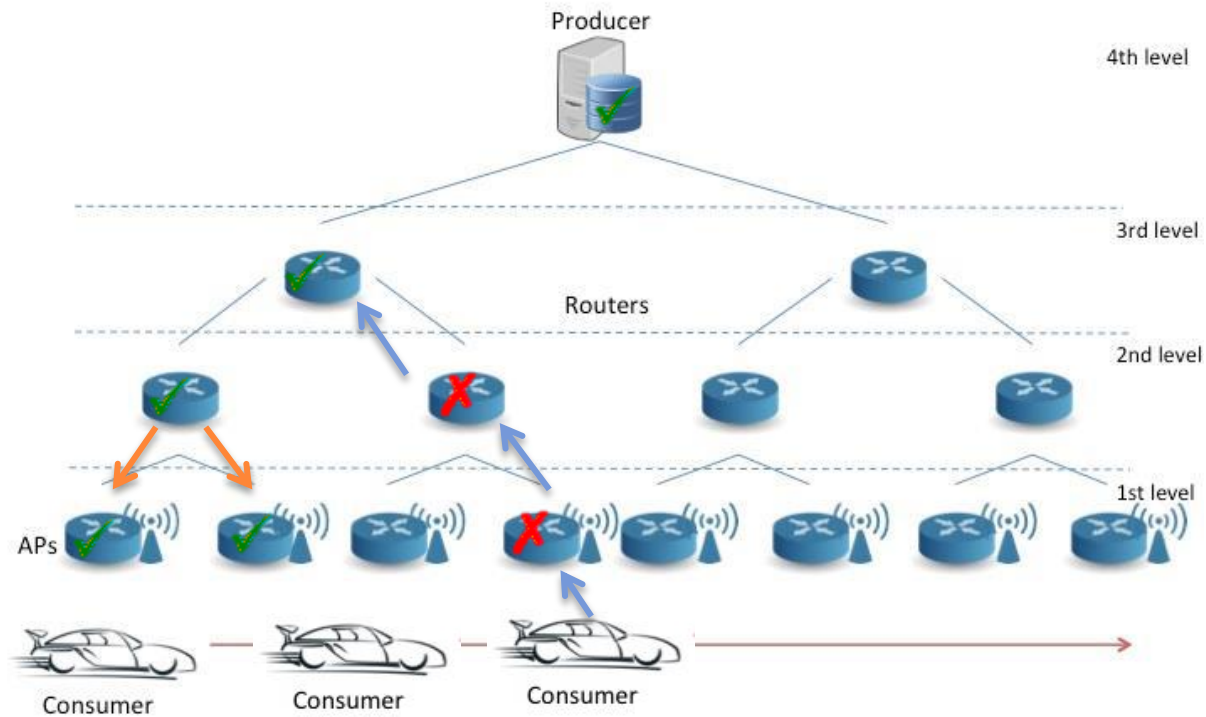 Producer
4th level
3rd level
Routers
2nd level
1st level
APs
Consumer
Consumer
Consumer